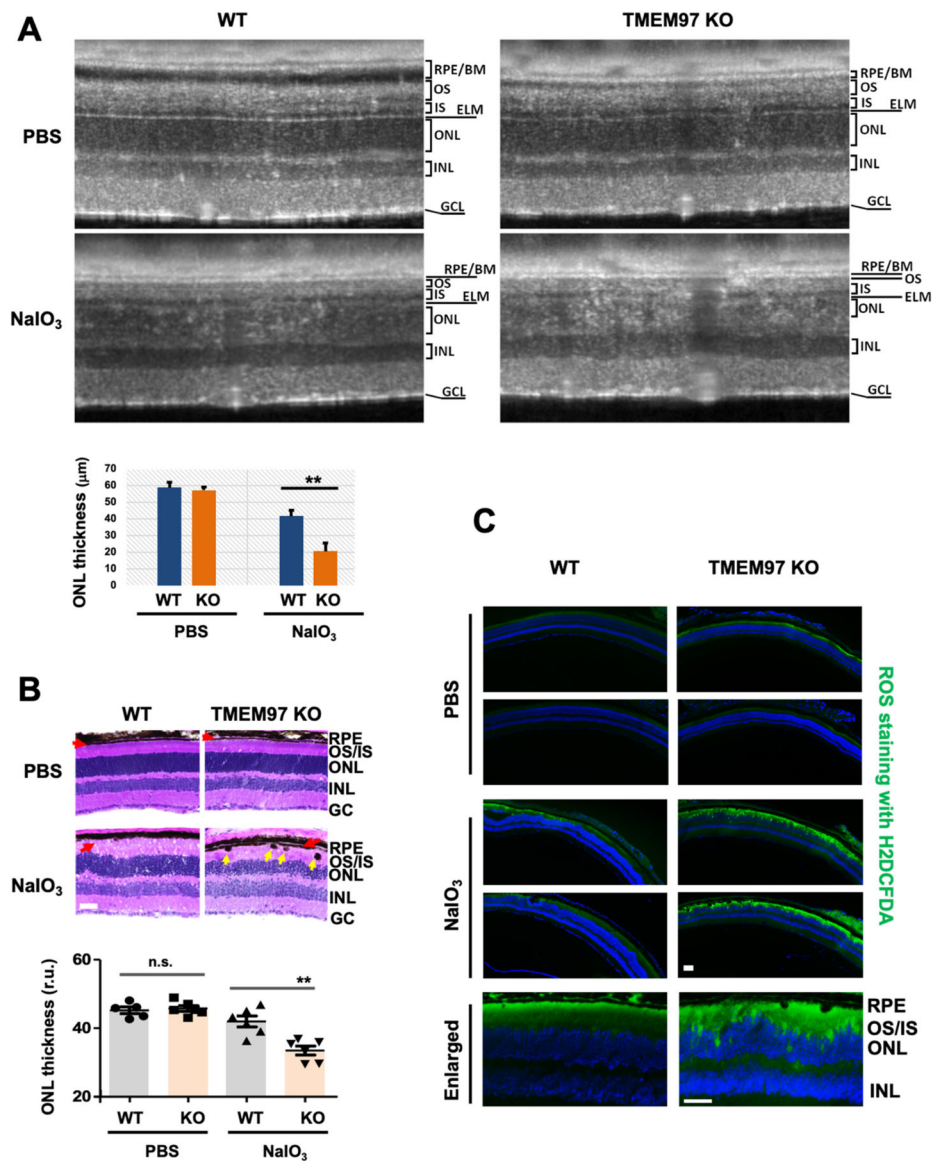 A
WT
TMEM97 KO
PBS
RPE/BM
OS
IS
ELM
ONL
INL
GCL
RPE/BM
OS
IS
ELM
ONL
INL
GCL
NaIO₃
RPE/BM
OS
IS
ELM
ONL
INL
GCL
RPE/BM
OS
IS
ELM
ONL
INL
GCL
ONL thickness (µm)
70
60
50
40
30
20
10
0
**
WT KO WT KO
PBS NaIO₃
B
WT
TMEM97 KO
PBS
RPE
OS/IS
ONL
INL
GC
NaIO₃
RPE
OS/IS
ONL
INL
GC
ONL thickness (r.u.)
60
40
20
n.s.
**
WT KO WT KO
PBS NaIO₃
C
WT
TMEM97 KO
PBS
NaIO₃
Enlarged
ROS staining with H2DCFDA
RPE
OS/IS
ONL
INL